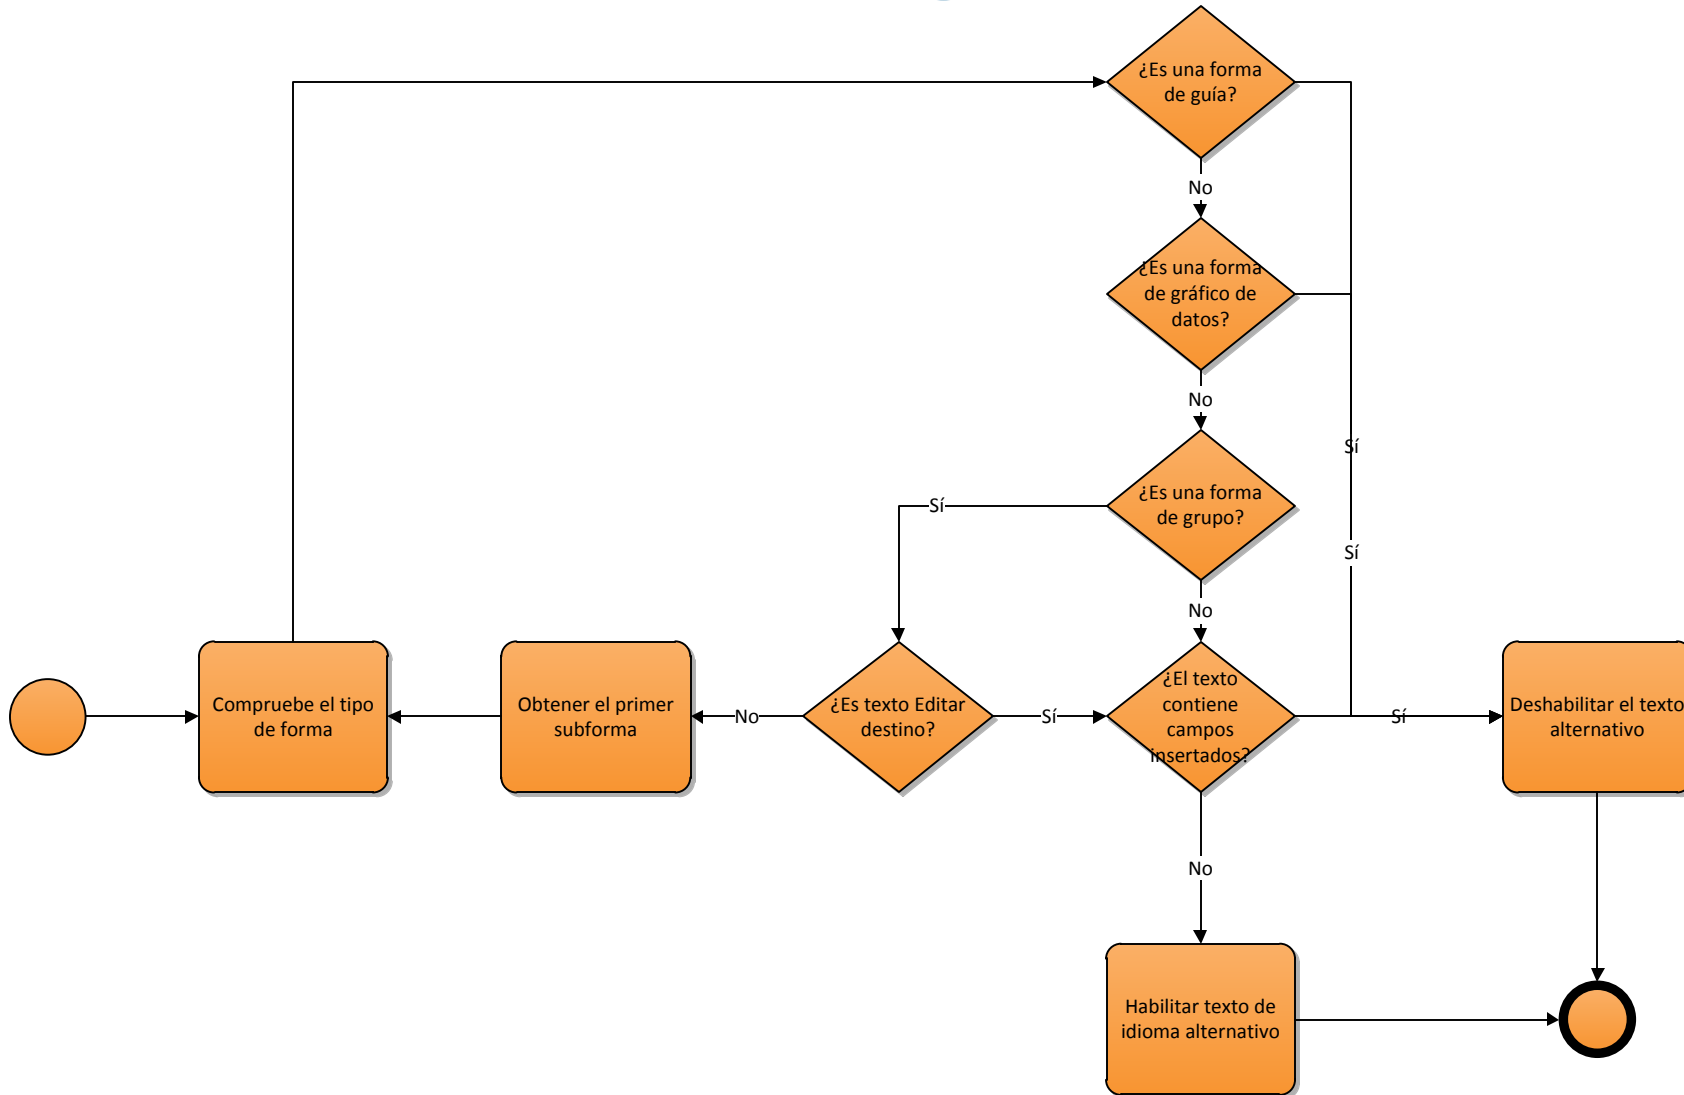 ¿Es una forma
de guía?
No
¿Es una forma
de gráfico de
datos?
No
Sí
¿Es una forma
de grupo?
Sí
Sí
No
Compruebe el tipo
de forma
Obtener el primer
subforma
No
¿Es texto Editar
destino?
Sí
¿El texto
contiene
campos
insertados?
Sí
Deshabilitar el texto
alternativo
No
Habilitar texto de
idioma alternativo